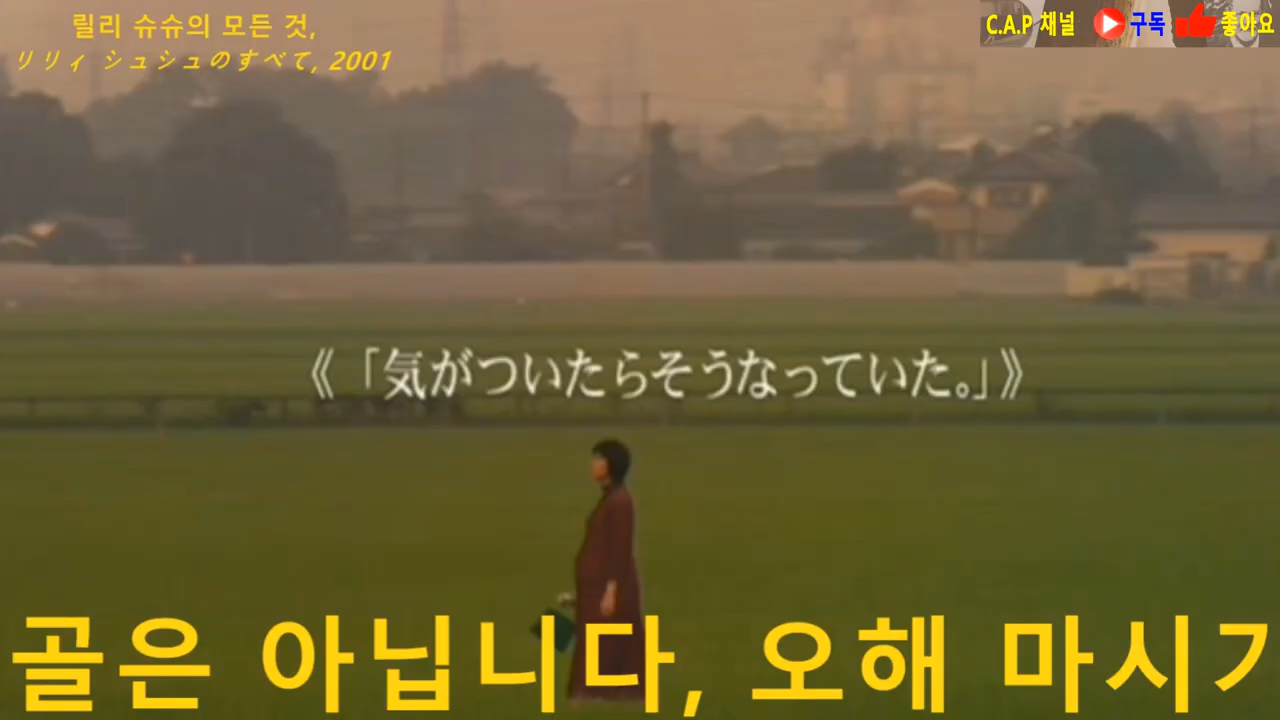 릴리 슈슈의 모든 것,
リリィ シュシュのすべて, 2001
C.A.P 채널 구독 좋아요
《「気がついたらそうなっていた。」》
골은 아닙니다, 오해 마시기